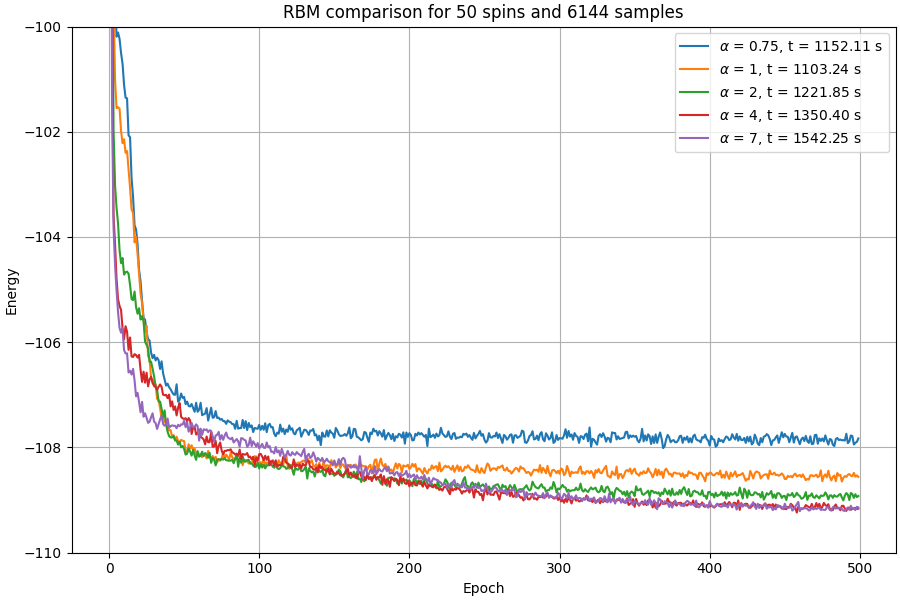 RBM comparison for 50 spins and 6144 samples
−100
−102
−104
−106
−108
−110
Energy
α = 0.75, t = 1152.11 s
α = 1, t = 1103.24 s
α = 2, t = 1221.85 s
α = 4, t = 1350.40 s
α = 7, t = 1542.25 s
0 100 200 300 400 500
Epoch